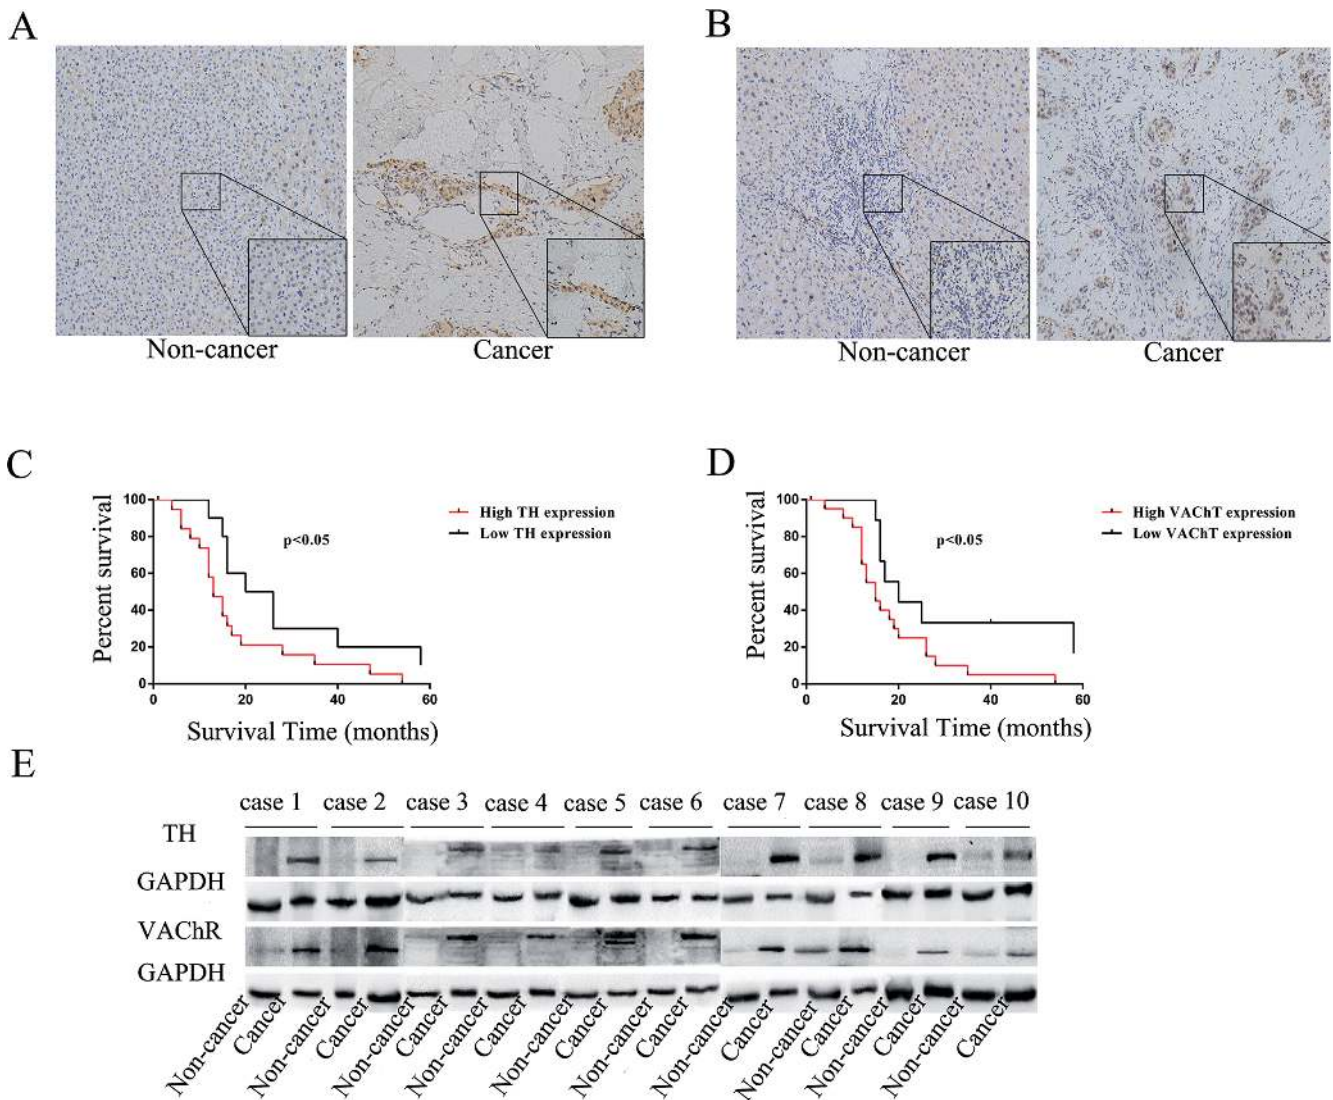 A
B
Non-cancer
Cancer
Non-cancer
Cancer
C
D
Percent survival
100
80
60
40
20
0
0
20
40
60
Survival Time (months)
p<0.05
High TH expression
Low TH expression
Percent survival
100
80
60
40
20
0
0
20
40
60
Survival Time (months)
p<0.05
High VAChT expression
Low VAChT expression
E
case 1 case 2 case 3 case 4 case 5 case 6 case 7 case 8 case 9 case 10
TH
GAPDH
VAChR
GAPDH
Non-cancer Cancer Non-cancer Cancer Non-cancer Cancer Non-cancer Cancer Non-cancer Cancer Non-cancer Cancer Non-cancer Cancer Non-cancer Cancer Non-cancer Cancer Non-cancer Cancer